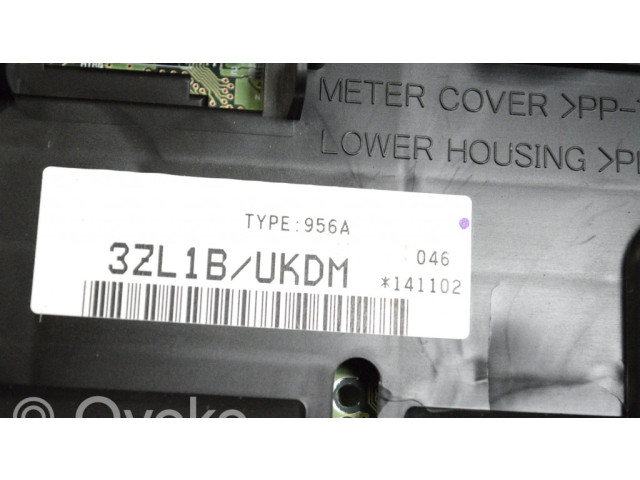 METER COVER >PP-
LOWER HOUSING >P
TYPE:956A
3ZL1B/UKDM
046
*141102
Ovoko